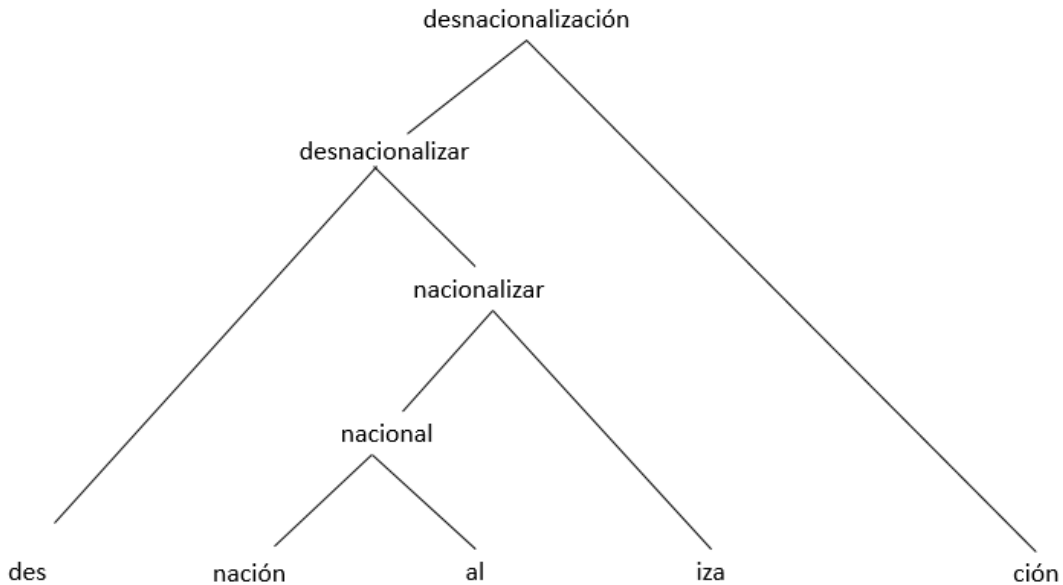 desnacionalización
desnacionalizar
nacionalizar
nacional
des nación al iza ción